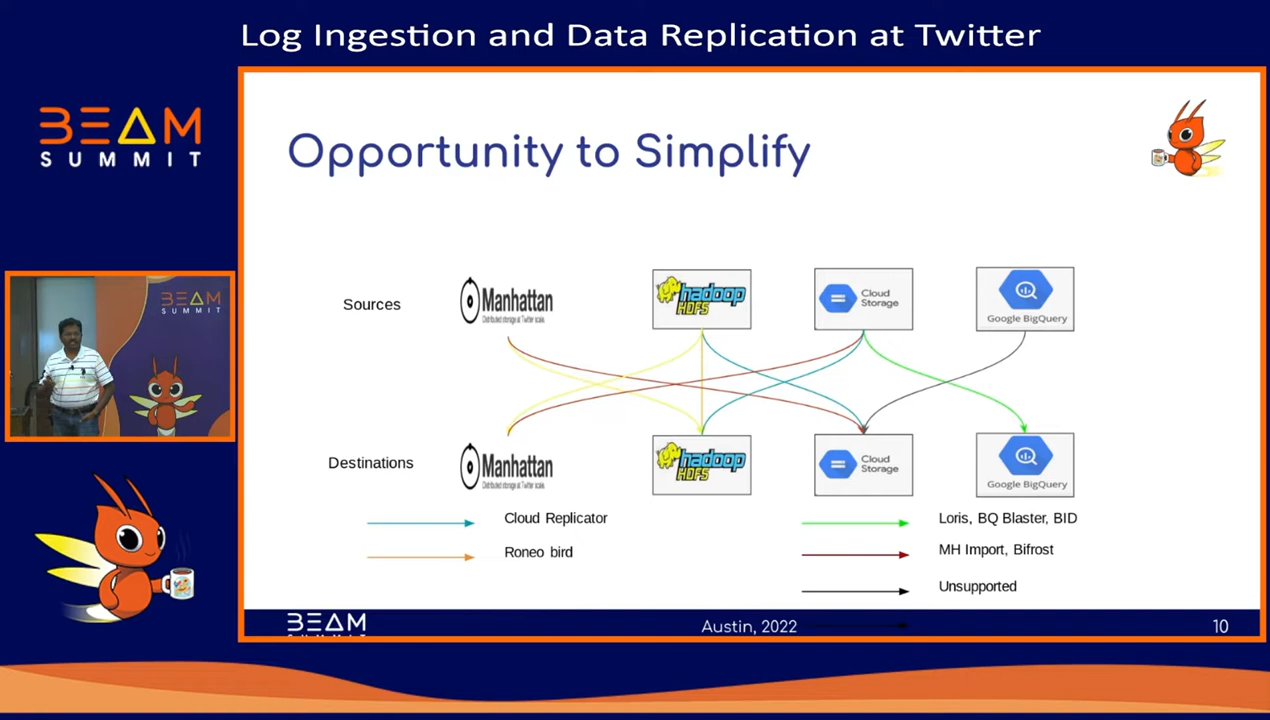 Log Ingestion and Data Replication at Twitter
BEAM
SUMMIT
Opportunity to Simplify
Sources
Manhattan
Distributed storage at Twitter scale.
hadoop
HDFS
Cloud
Storage
Google BigQuery
BEAM
SUMMIT
Destinations
Manhattan
Distributed storage at Twitter scale.
hadoop
HDFS
Cloud
Storage
Google BigQuery
Cloud Replicator
Loris, BQ Blaster, BID
Roneo bird
MH Import, Bifrost
Unsupported
BEAM
Austin, 2022
10